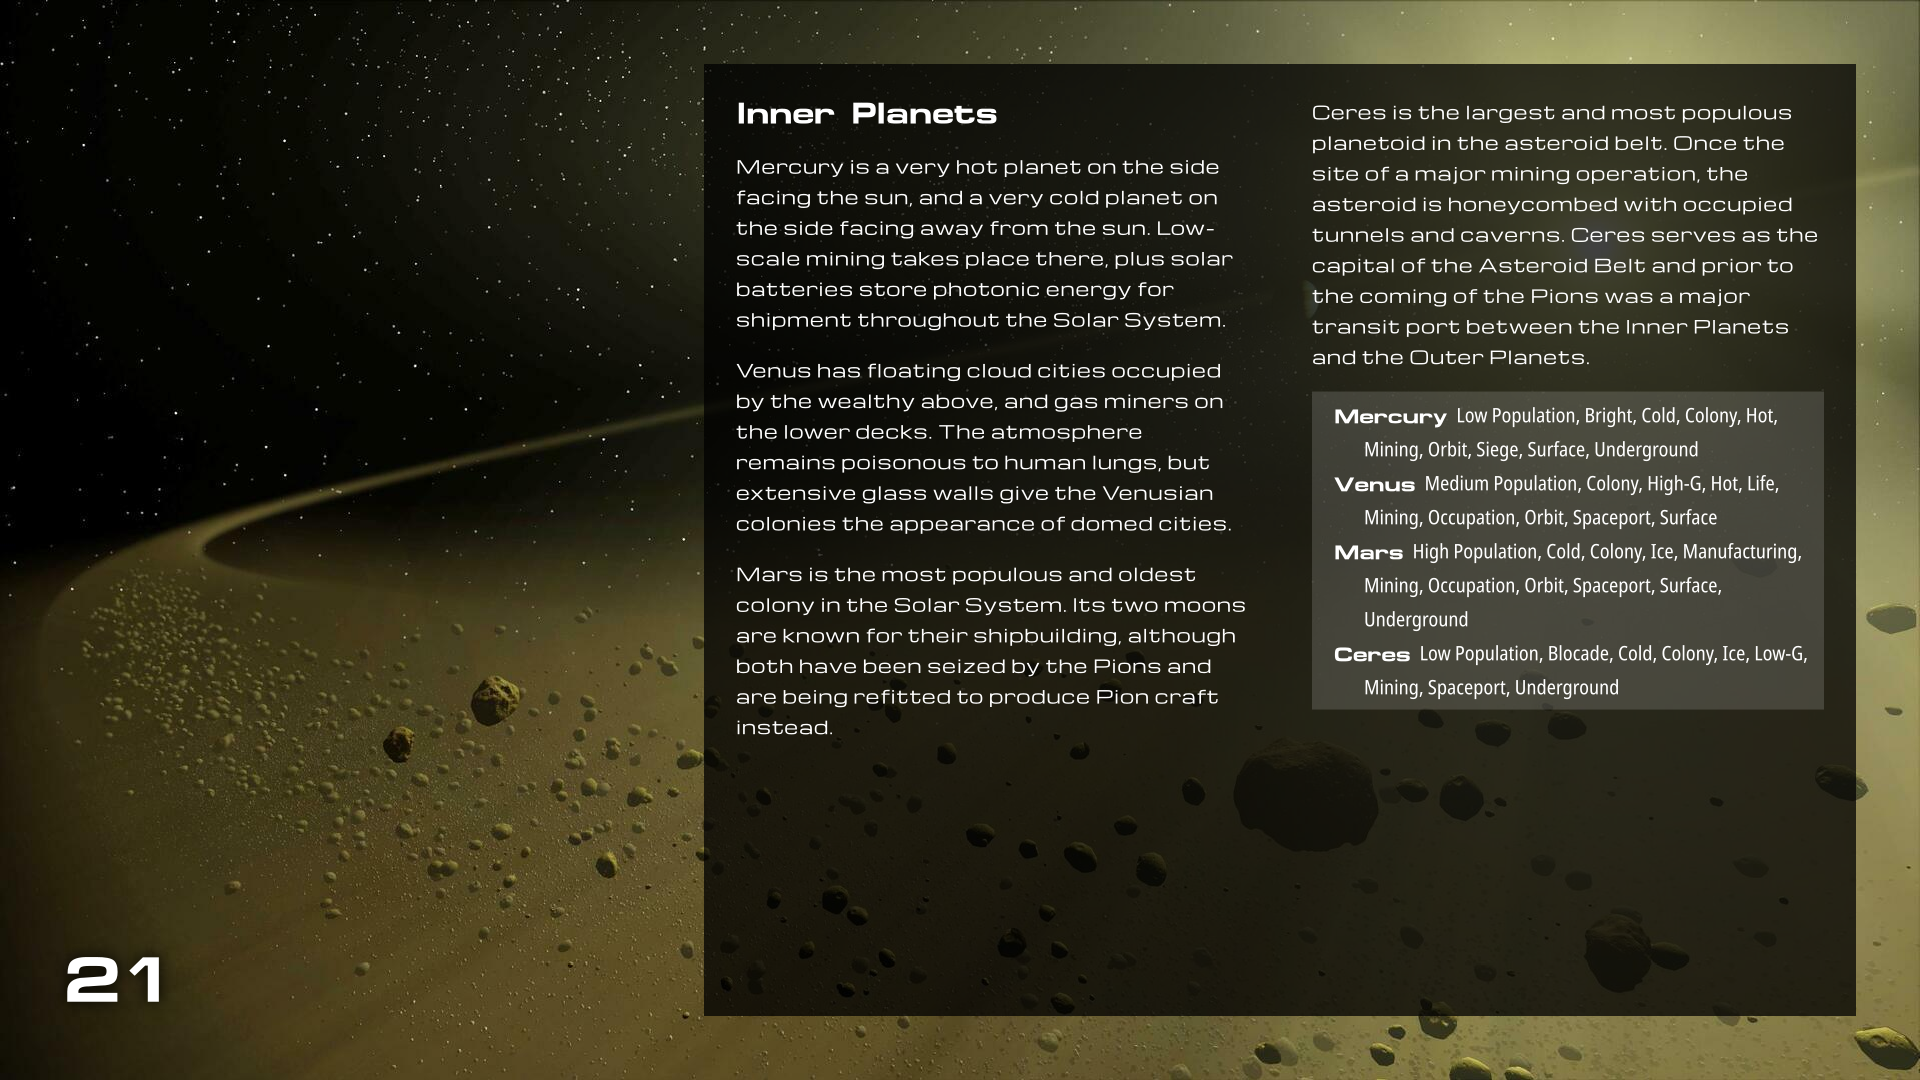 Inner Planets
Mercury is a very hot planet on the side
facing the sun, and a very cold planet on
the side facing away from the sun. Low-
scale mining takes place there, plus solar
batteries store photonic energy for
shipment throughout the Solar System.
Venus has floating cloud cities occupied
by the wealthy above, and gas miners on
the lower decks. The atmosphere
remains poisonous to human lungs, but
extensive glass walls give the Venusian
colonies the appearance of domed cities.
Mars is the most populous and oldest
colony in the Solar System. Its two moons
are known for their shipbuilding, although
both have been seized by the Pions and
are being refitted to produce Pion craft
instead.
Ceres is the largest and most populous
planetoid in the asteroid belt. Once the
site of a major mining operation, the
asteroid is honeycombed with occupied
tunnels and caverns. Ceres serves as the
capital of the Asteroid Belt and prior to
the coming of the Pions was a major
transit port between the Inner Planets
and the Outer Planets.
Mercury Low Population, Bright, Cold, Colony, Hot,
Mining, Orbit, Siege, Surface, Underground
Venus Medium Population, Colony, High-G, Hot, Life,
Mining, Occupation, Orbit, Spaceport, Surface
Mars High Population, Cold, Colony, Ice, Manufacturing,
Mining, Occupation, Orbit, Spaceport, Surface,
Underground
Ceres Low Population, Blocade, Cold, Colony, Ice, Low-G,
Mining, Spaceport, Underground
21